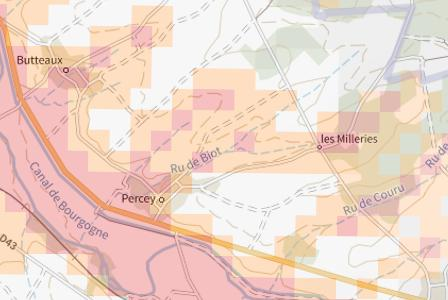 Butteaux
les Milleries
Ru de Biot
Percey
Canal de Bourgogne
Ru de Couru
Ru de
D43